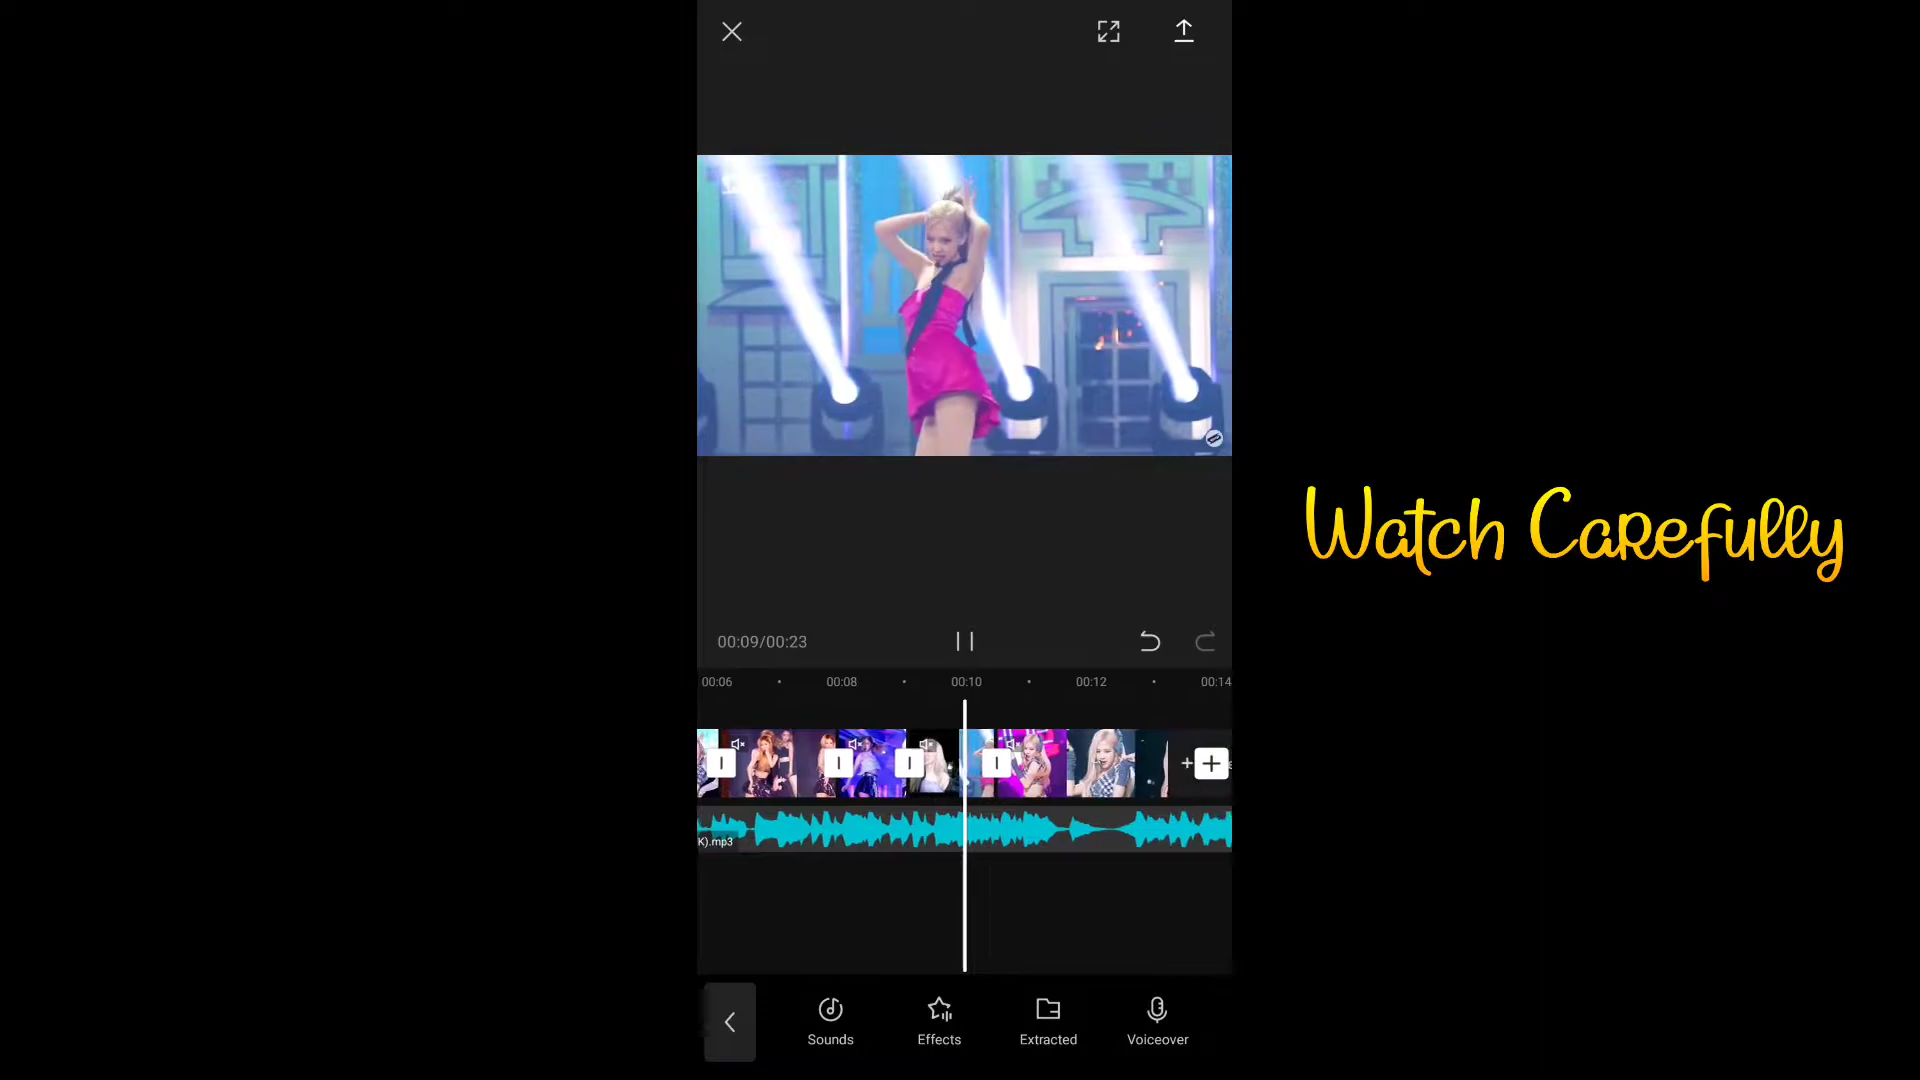 Watch Carefully
00:09/00:23
00:06 00:08 00:10 00:12 00:14
K).mp3
Sounds Effects Extracted Voiceover